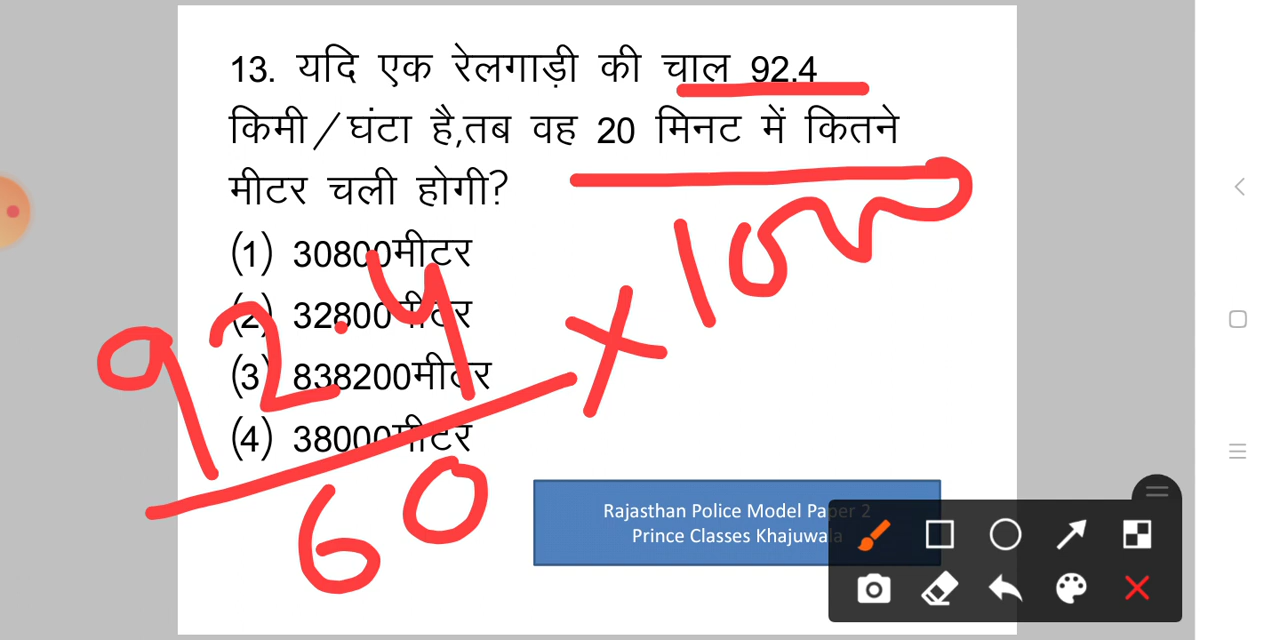 13. यदि एक रेलगाड़ी की चाल 92.4
किमी/घंटा है,तब वह 20 मिनट में कितने
मीटर चली होगी?
(1) 30800मीटर
(2) 32800मीटर
(3) 838200मीटर
(4) 38000मीटर
92.4
60
× 1000
Rajasthan Police Model Paper 2
Prince Classes Khajuwala